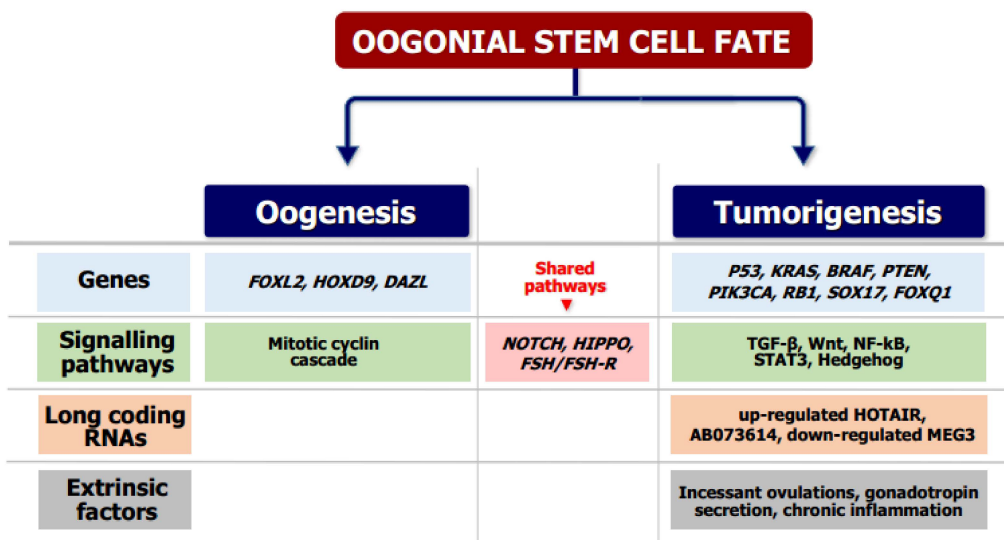 OOGONIAL STEM CELL FATE
Oogenesis
Tumorigenesis
Genes
FOXL2, HOXD9, DAZL
Shared
pathways
P53, KRAS, BRAF, PTEN,
PIK3CA, RB1, SOX17, FOXQ1
Signalling
pathways
Mitotic cyclin
cascade
NOTCH, HIPPO,
FSH/FSH-R
TGF-β, Wnt, NF-kB,
STAT3, Hedgehog
Long coding
RNAs
up-regulated HOTAIR,
AB073614, down-regulated MEG3
Extrinsic
factors
Incessant ovulations, gonadotropin
secretion, chronic inflammation